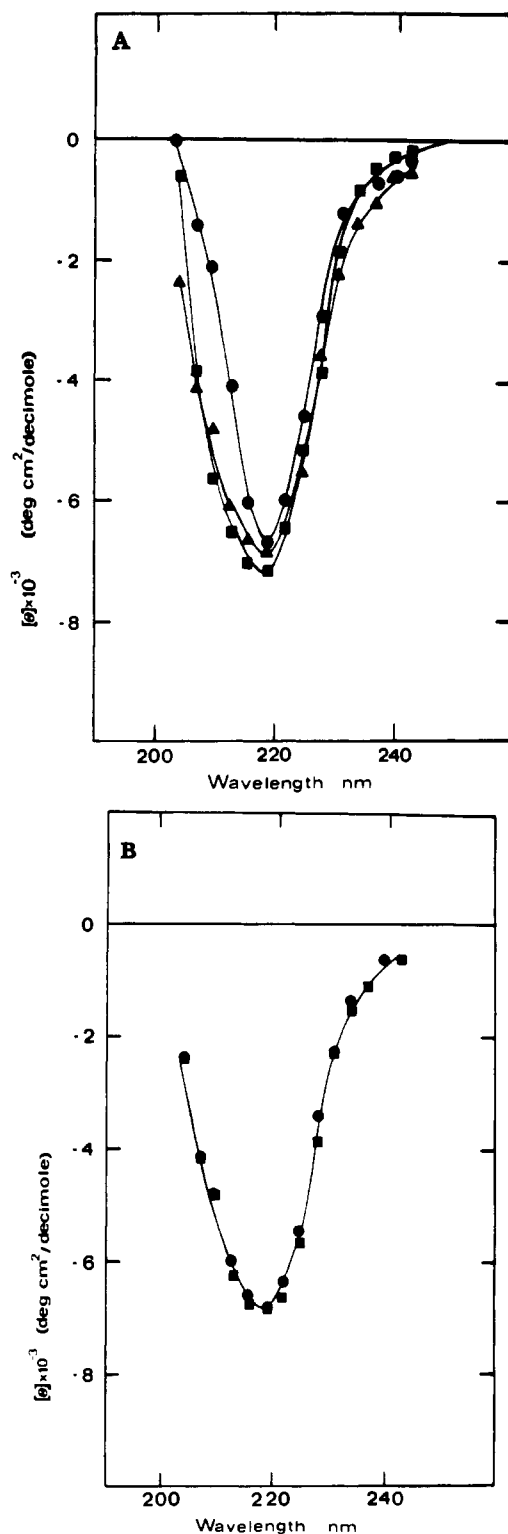 A
0
- 2
- 4
- 6
- 8
[θ]×10⁻³ (deg cm²/decimole)
200 220 240
Wavelength nm
B
0
- 2
- 4
- 6
- 8
[θ]×10⁻³ (deg cm²/decimole)
200 220 240
Wavelength nm